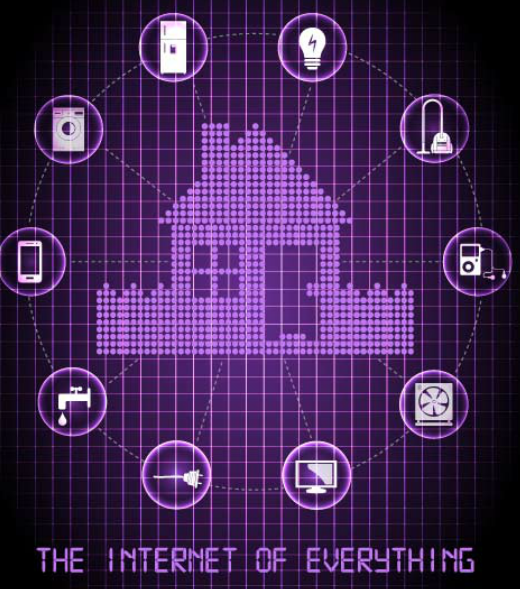 THE INTERNET OF EVERYTHING